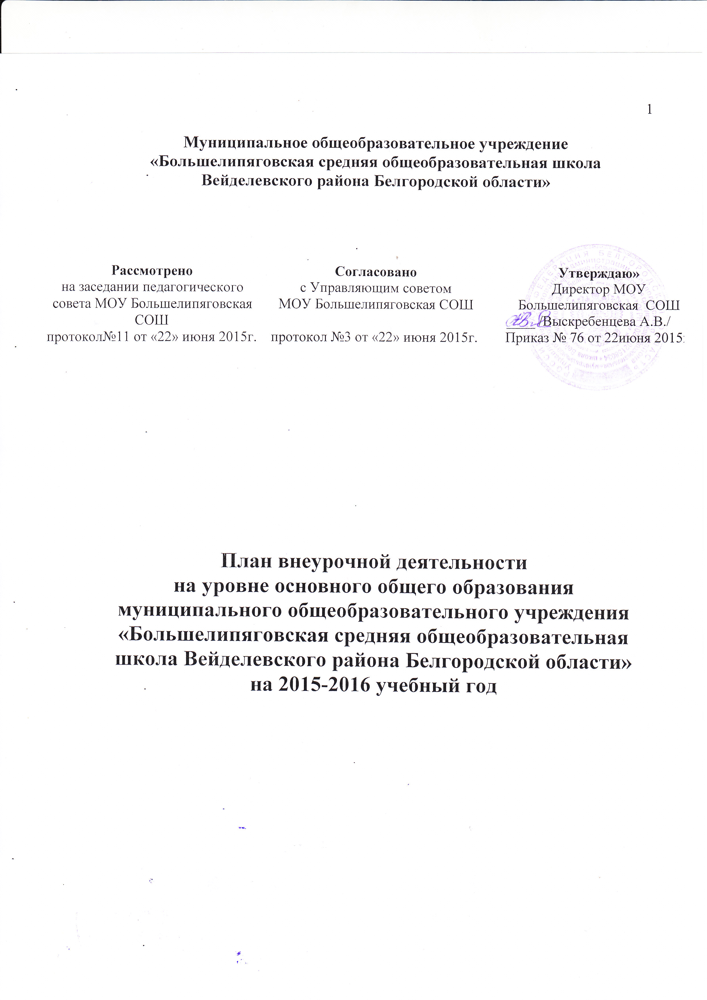 1
Муниципальное общеобразовательное учреждение
«Большелипяговская средняя общеобразовательная школа
Вейделевского района Белгородской области»
Рассмотрено
на заседании педагогического
совета МОУ Большелипяговская
СОШ
протокол№11 от «22» июня 2015г.
Согласовано
с Управляющим советом
МОУ Большелипяговская СОШ
протокол №3 от «22» июня 2015г.
Утверждаю»
Директор МОУ
Большелипяговская СОШ
/Выскребенцева А.В./
Приказ № 76 от 22июня 2015
План внеурочной деятельности
на уровне основного общего образования
муниципального общеобразовательного учреждения
«Большелипяговская средняя общеобразовательная
школа Вейделевского района Белгородской области»
на 2015-2016 учебный год